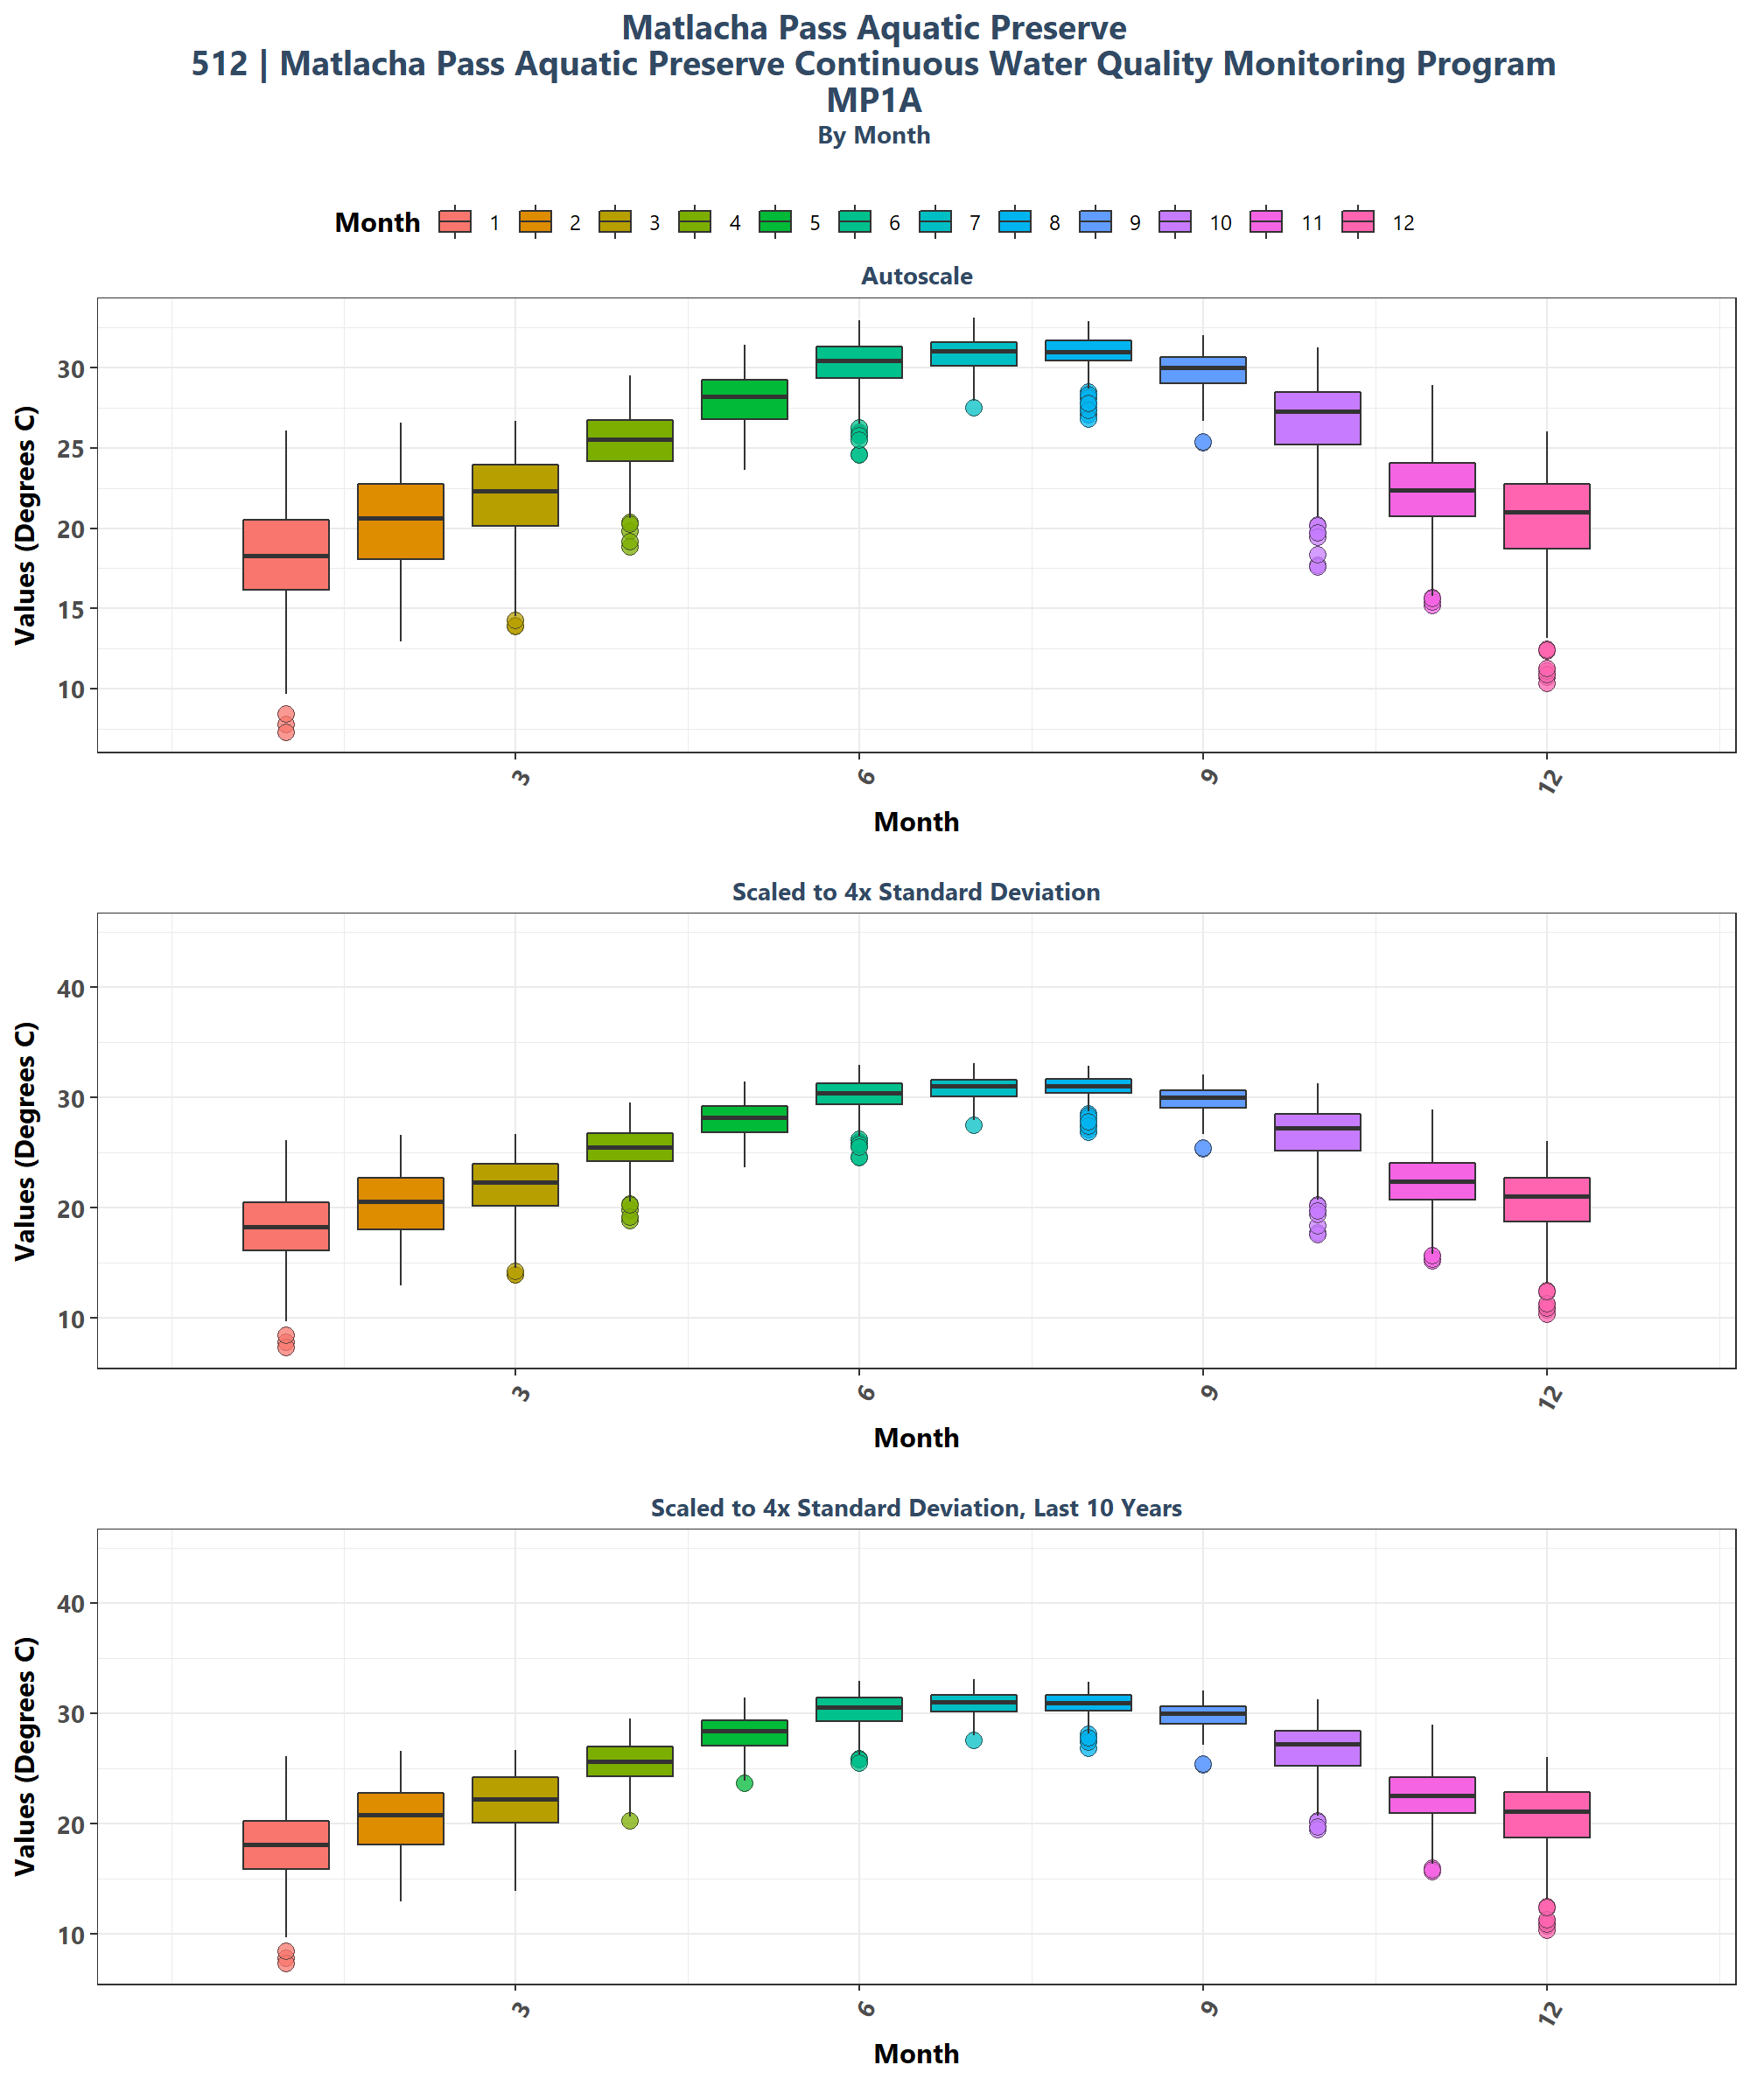 Matlacha Pass Aquatic Preserve
512 | Matlacha Pass Aquatic Preserve Continuous Water Quality Monitoring Program
MP1A
By Month
Month 1 2 3 4 5 6 7 8 9 10 11 12
Autoscale
Values (Degrees C)
30
25
20
15
10
3 6 9 12
Month
Scaled to 4x Standard Deviation
Values (Degrees C)
40
30
20
10
3 6 9 12
Month
Scaled to 4x Standard Deviation, Last 10 Years
Values (Degrees C)
40
30
20
10
3 6 9 12
Month